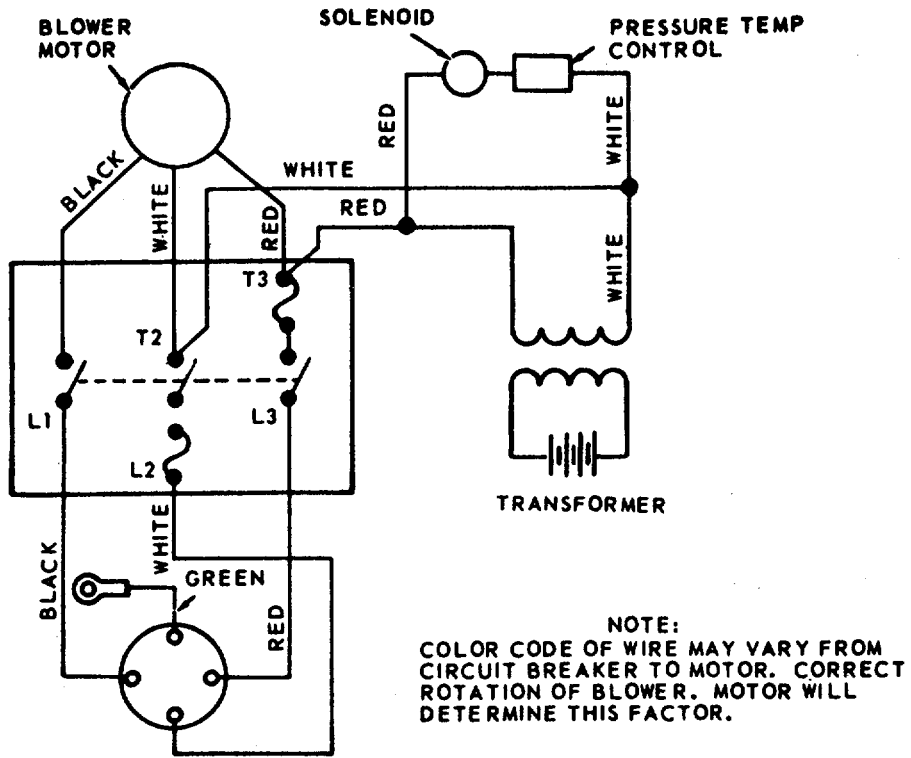 BLOWER
MOTOR
SOLENOID
PRESSURE TEMP
CONTROL
BLACK
WHITE
RED
WHITE
RED
RED
WHITE
WHITE
T3
T2
L1
L3
L2
TRANSFORMER
BLACK
WHITE
GREEN
RED
NOTE:
COLOR CODE OF WIRE MAY VARY FROM
CIRCUIT BREAKER TO MOTOR. CORRECT
ROTATION OF BLOWER. MOTOR WILL
DETERMINE THIS FACTOR.